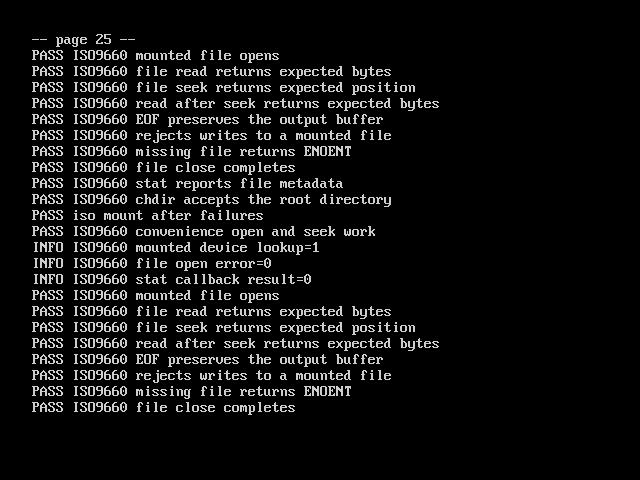 -- page 25 --
PASS ISO9660 mounted file opens
PASS ISO9660 file read returns expected bytes
PASS ISO9660 file seek returns expected position
PASS ISO9660 read after seek returns expected bytes
PASS ISO9660 EOF preserves the output buffer
PASS ISO9660 rejects writes to a mounted file
PASS ISO9660 missing file returns ENOENT
PASS ISO9660 file close completes
PASS ISO9660 stat reports file metadata
PASS ISO9660 chdir accepts the root directory
PASS iso mount after failures
PASS ISO9660 convenience open and seek work
INFO ISO9660 mounted device lookup=1
INFO ISO9660 file open error=0
INFO ISO9660 stat callback result=0
PASS ISO9660 mounted file opens
PASS ISO9660 file read returns expected bytes
PASS ISO9660 file seek returns expected position
PASS ISO9660 read after seek returns expected bytes
PASS ISO9660 EOF preserves the output buffer
PASS ISO9660 rejects writes to a mounted file
PASS ISO9660 missing file returns ENOENT
PASS ISO9660 file close completes